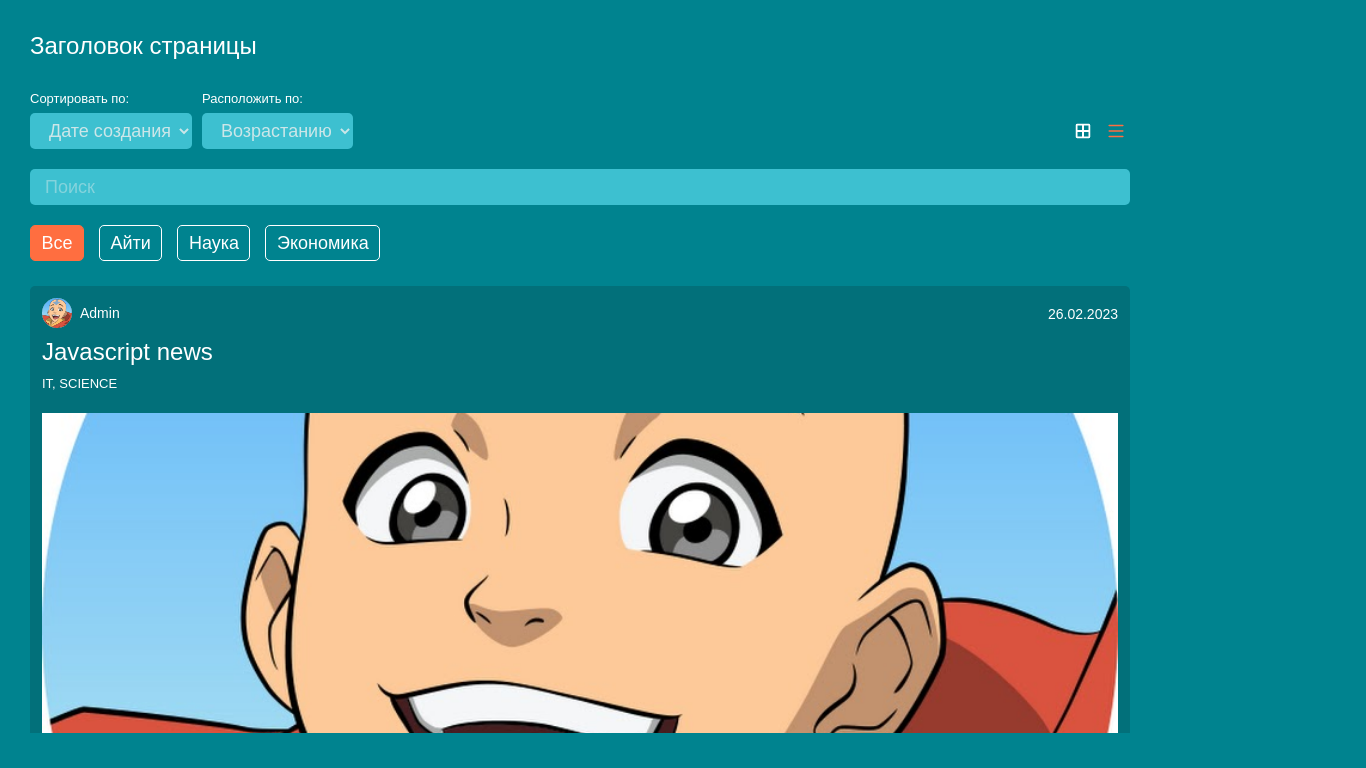 Заголовок страницы
Сортировать по: Расположить по:
Дате создания Возрастанию
Поиск
Все Айти Наука Экономика
Admin 26.02.2023
Javascript news
IT, SCIENCE